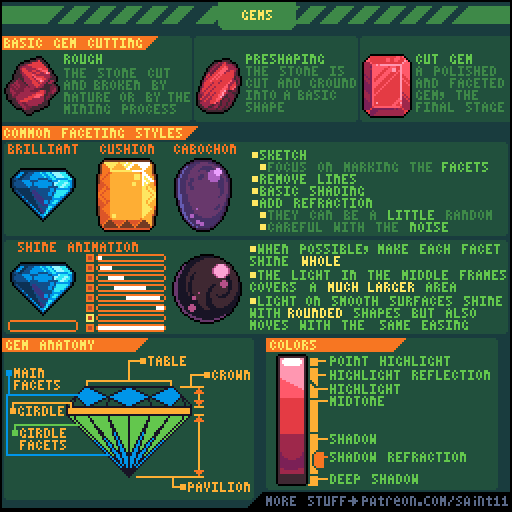 GEMS
BASIC GEM CUTTING
ROUGH
THE STONE CUT
AND BROKEN BY
NATURE OR BY THE
MINING PROCESS
PRESHAPING
THE STONE IS
CUT AND GROUND
INTO A BASIC
SHAPE
CUT GEM
A POLISHED
AND FACETED
GEM, THE
FINAL STAGE
COMMON FACETING STYLES
BRILLIANT
CUSHION
CABOCHON
SKETCH
FOCUS ON MARKING THE FACETS
REMOVE LINES
BASIC SHADING
ADD REFRACTION
THEY CAN BE A LITTLE RANDOM
CAREFUL WITH THE NOISE
SHINE ANIMATION
WHEN POSSIBLE, MAKE EACH FACET
SHINE WHOLE
THE LIGHT IN THE MIDDLE FRAMES
COVERS A MUCH LARGER AREA
LIGHT ON SMOOTH SURFACES SHINE
WITH ROUNDED SHAPES BUT ALSO
MOVES WITH THE SAME EASING
GEM ANATOMY
TABLE
MAIN
FACETS
CROWN
GIRDLE
GIRDLE
FACETS
PAVILION
COLORS
POINT HIGHLIGHT
HIGHLIGHT REFLECTION
HIGHLIGHT
MIDTONE
SHADOW
SHADOW REFRACTION
DEEP SHADOW
MORE STUFF→PATREON.COM/SAINT11